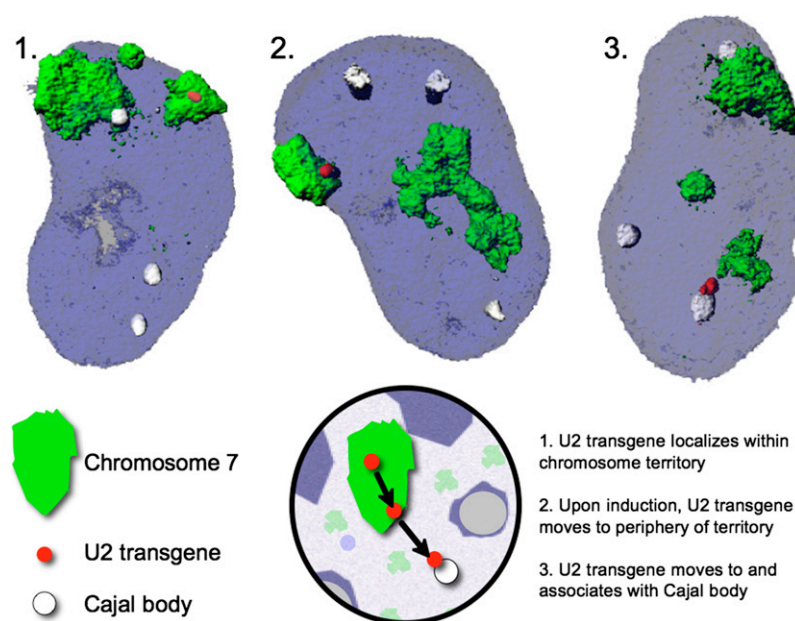 1.
2.
3.
Chromosome 7
U2 transgene
Cajal body
1. U2 transgene localizes within
chromosome territory
2. Upon induction, U2 transgene
moves to periphery of territory
3. U2 transgene moves to and
associates with Cajal body